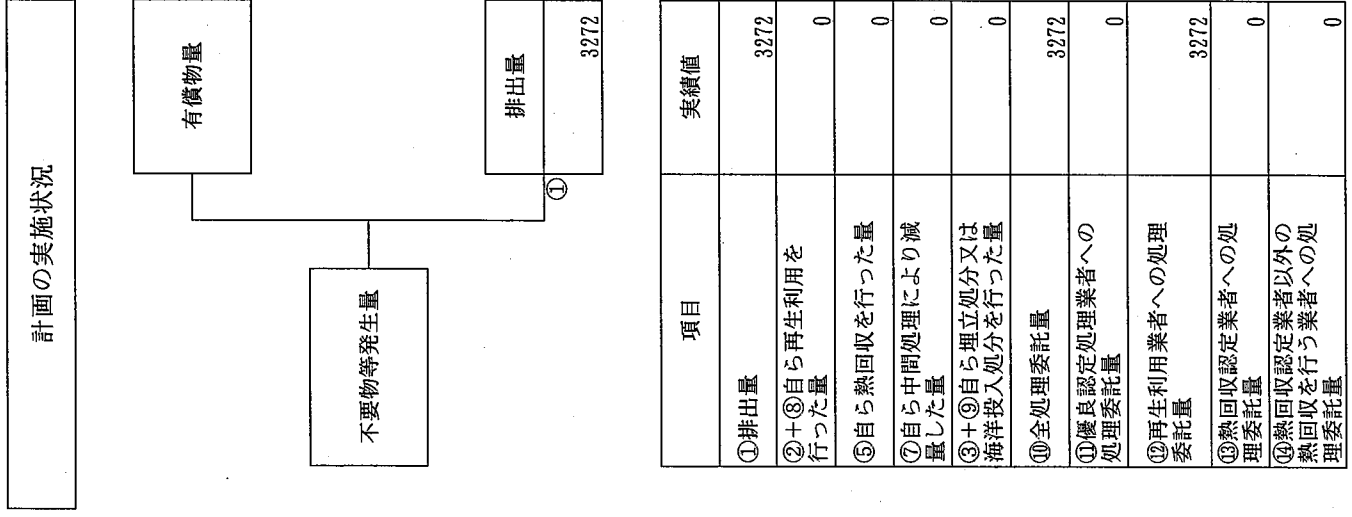 計画の実施状況
有償物量
不要物等発生量
排出量
①
3272
項目
実績値
①排出量
3272
②+⑧自ら再生利用を
行った量
0
⑤自ら熱回収を行った量
0
⑦自ら中間処理により減
量した量
0
③+⑨自ら埋立処分又は
海洋投入処分を行った量
0
⑩全処理委託量
3272
⑪優良認定処理業者への
処理委託量
0
⑫再生利用業者への処理
委託量
3272
⑬熱回収認定業者への処
理委託量
0
⑭熱回収認定業者以外の
熱回収を行う業者への処
理委託量
0